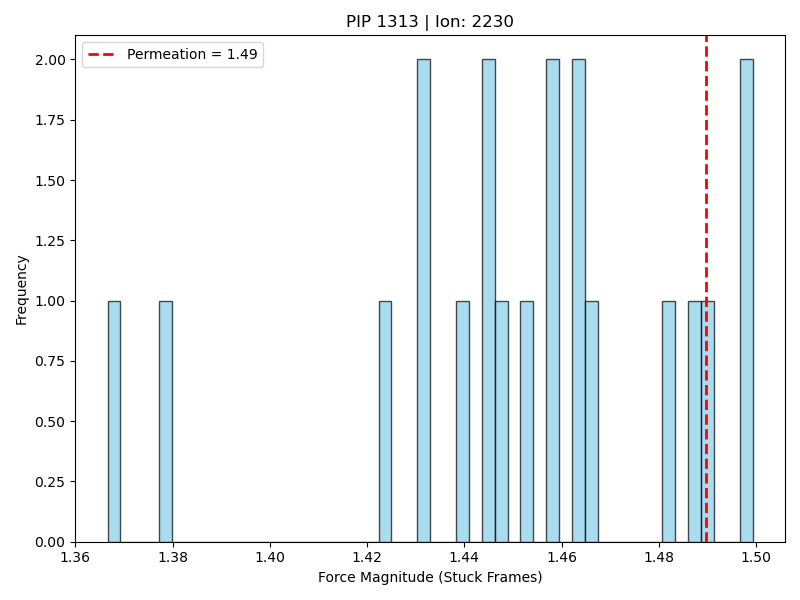 PIP 1313 | Ion: 2230
Permeation = 1.49
Frequency
2.00
1.75
1.50
1.25
1.00
0.75
0.50
0.25
0.00
1.36 1.38 1.40 1.42 1.44 1.46 1.48 1.50
Force Magnitude (Stuck Frames)